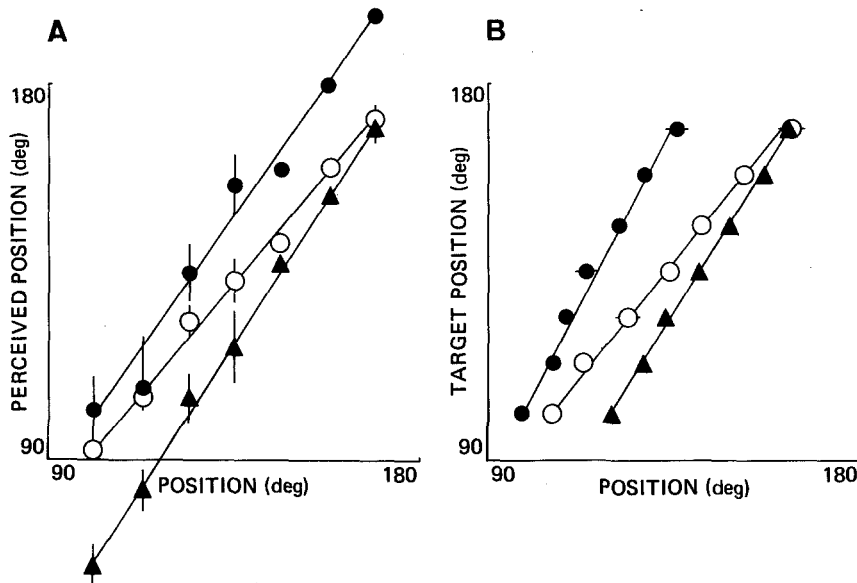 A
180
PERCEIVED POSITION (deg)
90
90
POSITION (deg)
180
B
180
TARGET POSITION (deg)
90
90
POSITION (deg)
180